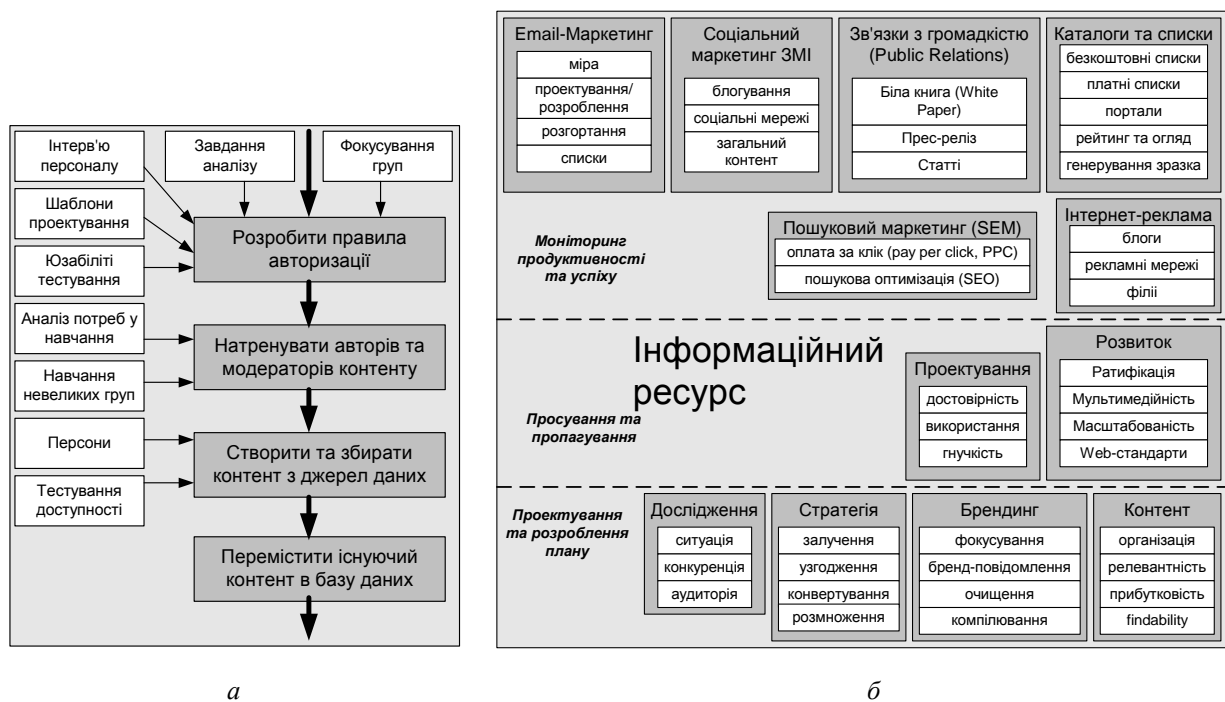 Інтерв'ю
персоналу
Завдання
аналізу
Фокусування
груп
Шаблони
проектування
Юзабіліті
тестування
Розробити правила
авторизації
Аналіз потреб у
навчання
Навчання
невеликих груп
Натренувати авторів та
модераторів контенту
Персони
Тестування
доступності
Створити та збирати
контент з джерел даних
Перемістити існуючий
контент в базу даних
а
Email-Маркетинг
міра
проектування/
розроблення
розгортання
списки
Соціальний
маркетинг ЗМІ
блогування
соціальні мережі
загальний
контент
Зв'язки з громадкістю
(Public Relations)
Біла книга (White
Paper)
Прес-реліз
Статті
Каталоги та списки
безкоштовні списки
платні списки
портали
рейтинг та огляд
генерування зразка
Моніторинг
продуктивності
та успіху
Пошуковий маркетинг (SEM)
оплата за клік (pay per click, PPC)
пошукова оптимізація (SEO)
Інтернет-реклама
блоги
рекламні мережі
філії
Інформаційний
ресурс
Просування та
пропагування
Проектування
достовірність
використання
гнучкість
Розвиток
Ратифікація
Мультимедійність
Масштабованість
Web-стандарти
Проектування
та розроблення
плану
Дослідження
ситуація
конкуренція
аудиторія
Стратегія
залучення
узгодження
конвертування
розмноження
Брендинг
фокусування
бренд-повідомлення
очищення
компілювання
Контент
організація
релевантність
прибутковість
findability
б